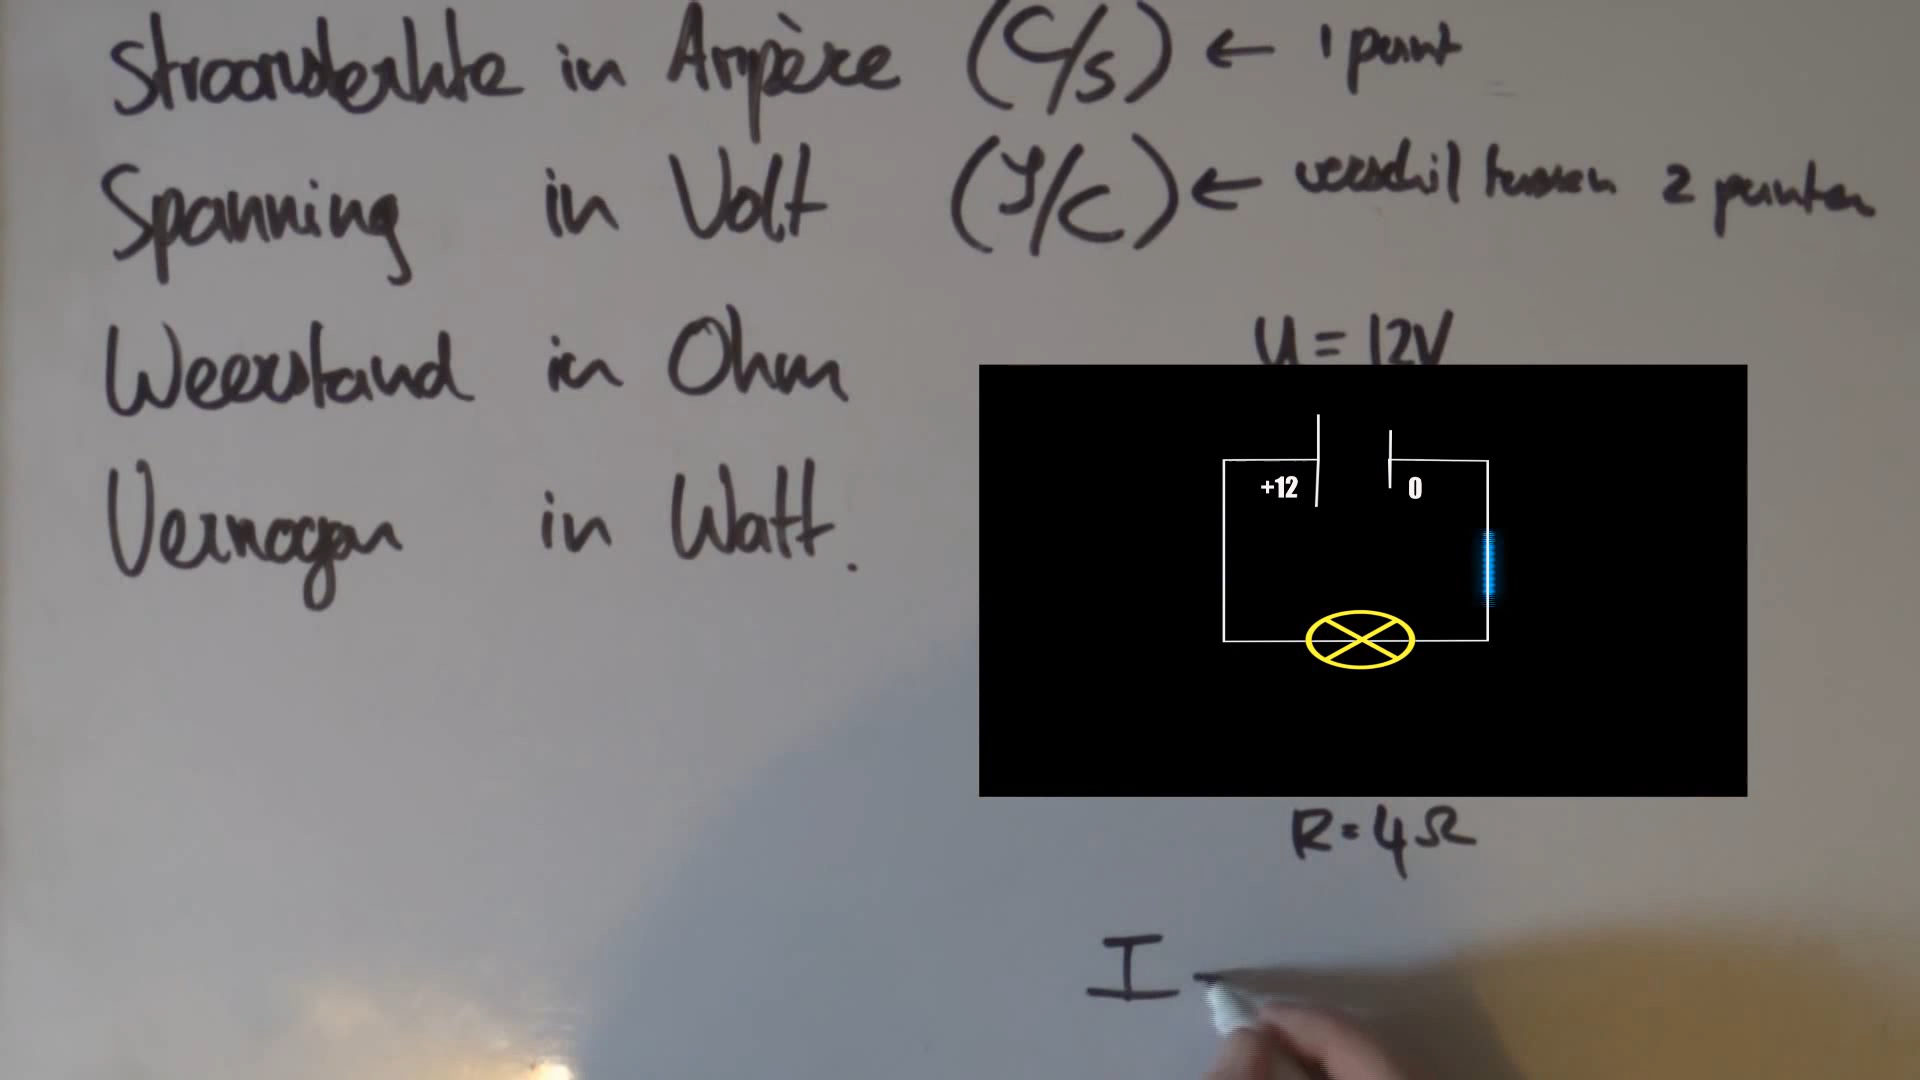 Stroomsterkte in Ampère (C/s) ← 1 punt
Spanning in Volt (J/C) ← verschil tussen 2 punten
Weerstand in Ohm
Vermogen in Watt.
U = 12V
+12 0
R = 4Ω
I -